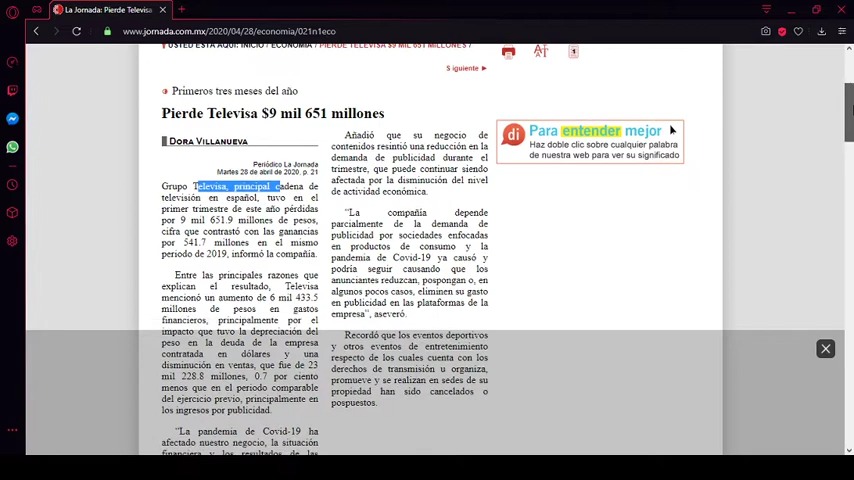 La Jornada: Pierde Televisa
www.jornada.com.mx/2020/04/28/economia/021n1eco
USTED ESTÁ AQUÍ: INICIO / ECONOMÍA / PIERDE TELEVISA $9 MIL 651 MILLONES /
Siguiente
Primeros tres meses del año
Pierde Televisa $9 mil 651 millones
Dora Villanueva
Periódico La Jornada
Martes 28 de abril de 2020, p. 21
Grupo Televisa, principal cadena de
televisión en español, tuvo en el
primer trimestre de este año pérdidas
por 9 mil 651.9 millones de pesos,
cifra que contrastó con las ganancias
por 541.7 millones en el mismo
periodo de 2019, informó la compañía.
Entre las principales razones que
explican el resultado, Televisa
mencionó un aumento de 6 mil 433.5
millones de pesos en gastos
financieros, principalmente por el
impacto que tuvo la depreciación del
peso en la deuda de la empresa
contratada en dólares y una
disminución en ventas, que fue de 23
mil 228.8 millones, 0.7 por ciento
menos que en el periodo comparable
del ejercicio previo, principalmente en
los ingresos por publicidad.
“La pandemia de Covid-19 ha
afectado nuestro negocio, la situación
financiera y los resultados de las
Añadió que su negocio de
contenidos resintió una reducción en la
demanda de publicidad durante el
trimestre, que puede continuar siendo
afectada por la disminución del nivel
de actividad económica.
“La compañía depende
parcialmente de la demanda de
publicidad por sociedades enfocadas
en productos de consumo y la
pandemia de Covid-19 ya causó y
podría seguir causando que los
anunciantes reduzcan, pospongan o, en
algunos pocos casos, eliminen su gasto
en publicidad en las plataformas de la
empresa”, aseveró.
Recordó que los eventos deportivos
y otros eventos de entretenimiento
respecto de los cuales cuenta con los
derechos de transmisión u organiza,
promueve y se realizan en sedes de su
propiedad han sido cancelados o
pospuestos.
di
Para entender mejor
Haz doble clic sobre cualquier palabra
de nuestra web para ver su significado